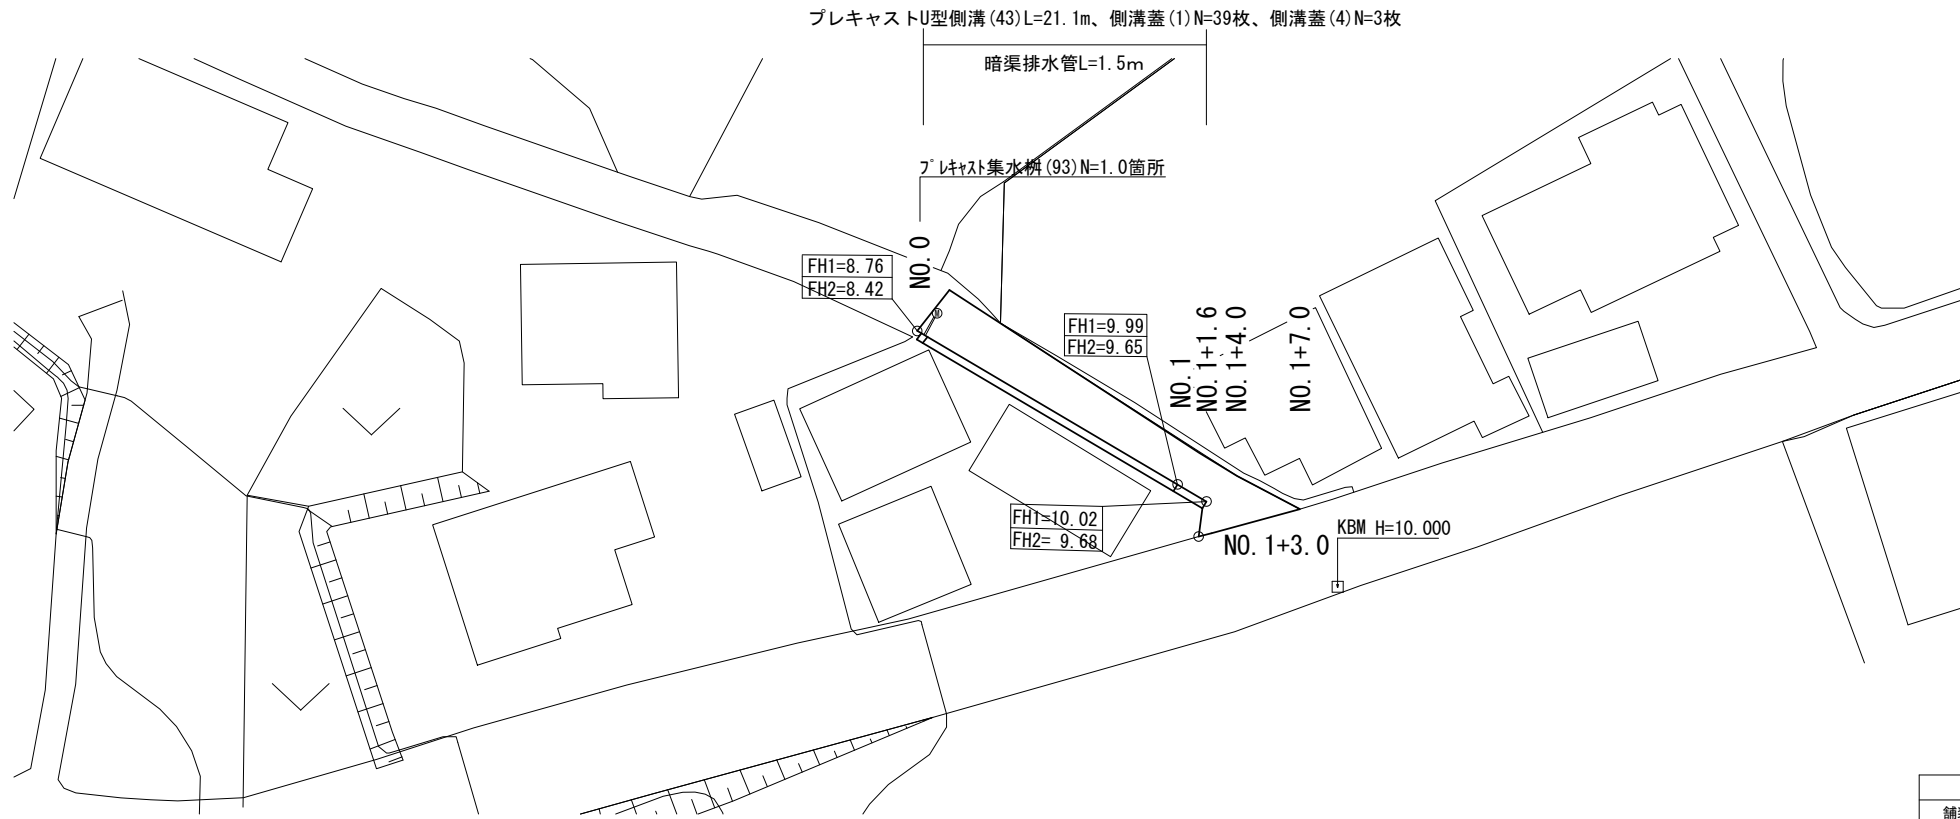 プレキャストU型側溝(43)L=21.1m、側溝蓋(1)N=39枚、側溝蓋(4)N=3枚
暗渠排水管L=1.5m
プレキャスト集水桝(93)N=1.0箇所
NO.0
FH1=8.76
FH2=8.42
FH1=9.99
FH2=9.65
NO.1
NO.1+1.6
NO.1+4.0
NO.1+7.0
FH1=10.02
FH2= 9.68
NO.1+3.0
KBM H=10.000